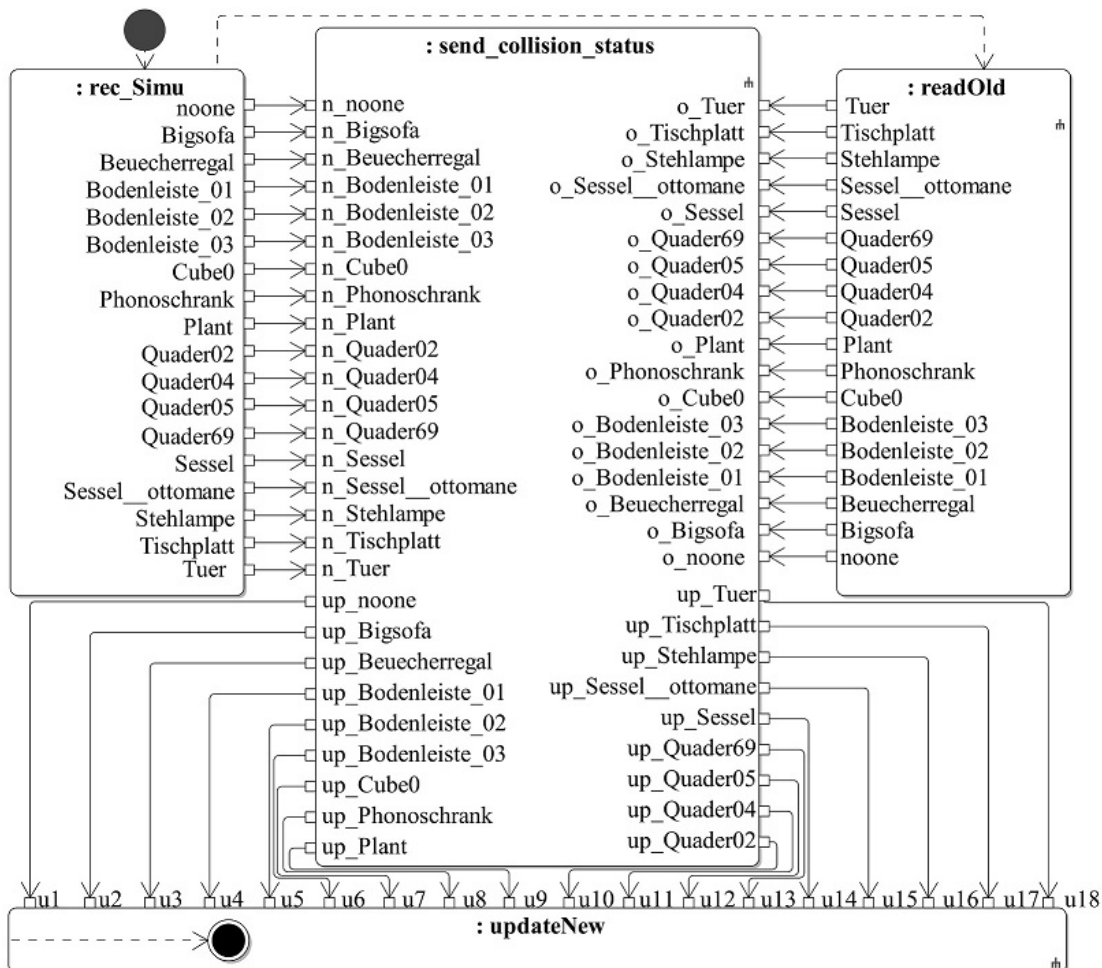 : send_collision_status
: rec_Simu
noone
Bigsofa
Beuecherregal
Bodenleiste_01
Bodenleiste_02
Bodenleiste_03
Cube0
Phonoschrank
Plant
Quader02
Quader04
Quader05
Quader69
Sessel
Sessel__ottomane
Stehlampe
Tischplatt
Tuer
n_noone
n_Bigsofa
n_Beuecherregal
n_Bodenleiste_01
n_Bodenleiste_02
n_Bodenleiste_03
n_Cube0
n_Phonoschrank
n_Plant
n_Quader02
n_Quader04
n_Quader05
n_Quader69
n_Sessel
n_Sessel__ottomane
n_Stehlampe
n_Tischplatt
n_Tuer
up_noone
up_Bigsofa
up_Beuecherregal
up_Bodenleiste_01
up_Bodenleiste_02
up_Bodenleiste_03
up_Cube0
up_Phonoschrank
up_Plant
o_Tuer
o_Tischplatt
o_Stehlampe
o_Sessel__ottomane
o_Sessel
o_Quader69
o_Quader05
o_Quader04
o_Quader02
o_Plant
o_Phonoschrank
o_Cube0
o_Bodenleiste_03
o_Bodenleiste_02
o_Bodenleiste_01
o_Beuecherregal
o_Bigsofa
o_noone
up_Tuer
up_Tischplatt
up_Stehlampe
up_Sessel__ottomane
up_Sessel
up_Quader69
up_Quader05
up_Quader04
up_Quader02
: readOld
Tuer
Tischplatt
Stehlampe
Sessel__ottomane
Sessel
Quader69
Quader05
Quader04
Quader02
Plant
Phonoschrank
Cube0
Bodenleiste_03
Bodenleiste_02
Bodenleiste_01
Beuecherregal
Bigsofa
noone
u1 u2 u3 u4 u5 u6 u7 u8 u9 u10 u11 u12 u13 u14 u15 u16 u17 u18
: updateNew